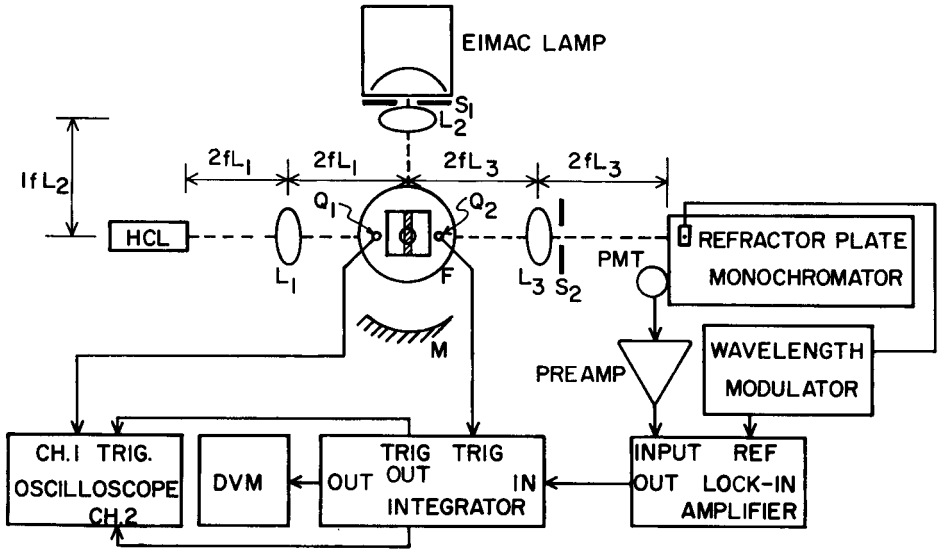 EIMAC LAMP
S1
L2
2fL1
2fL1
2fL3
2fL3
1fL2
Q1
Q2
HCL
L1
F
L3
S2
PMT
REFRACTOR PLATE
MONOCHROMATOR
M
PREAMP
WAVELENGTH
MODULATOR
CH.1 TRIG.
OSCILLOSCOPE
CH.2
DVM
TRIG TRIG
OUT
OUT
IN
INTEGRATOR
INPUT REF
OUT LOCK-IN
AMPLIFIER